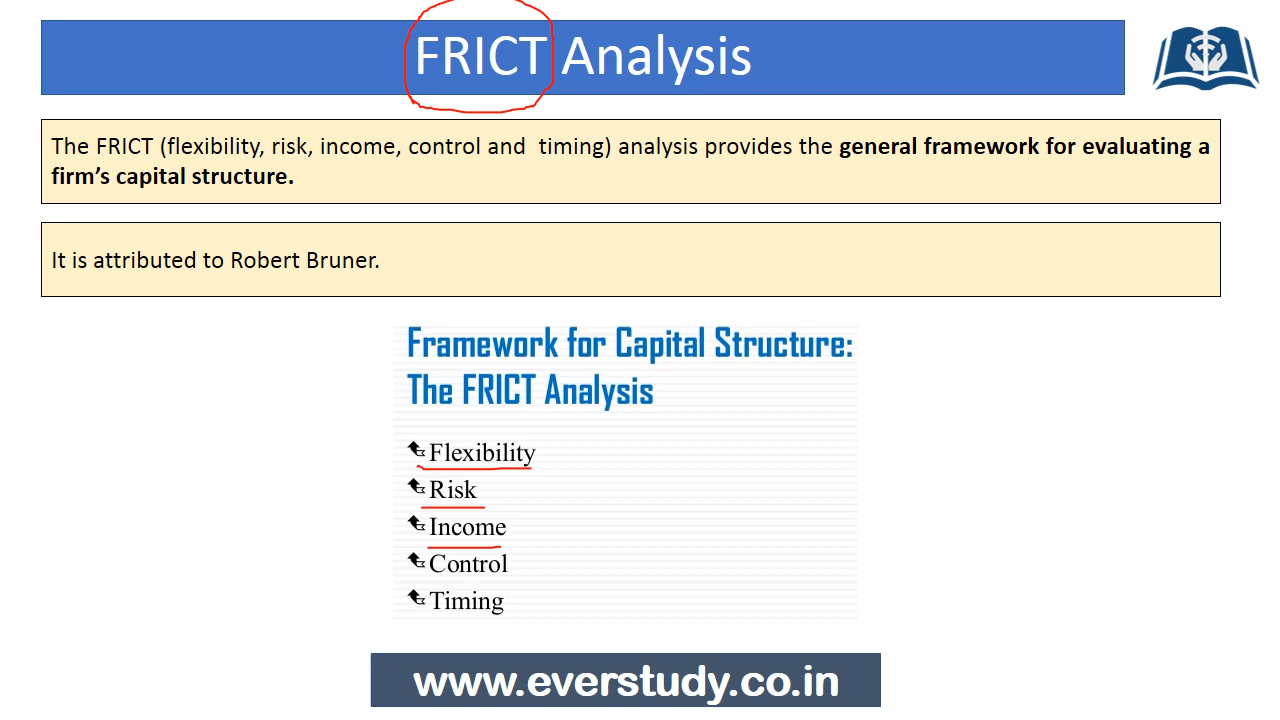 FRICT Analysis
The FRICT (flexibility, risk, income, control and  timing) analysis provides the general framework for evaluating a
firm’s capital structure.
It is attributed to Robert Bruner.
Framework for Capital Structure:
The FRICT Analysis
Flexibility
Risk
Income
Control
Timing
www.everstudy.co.in